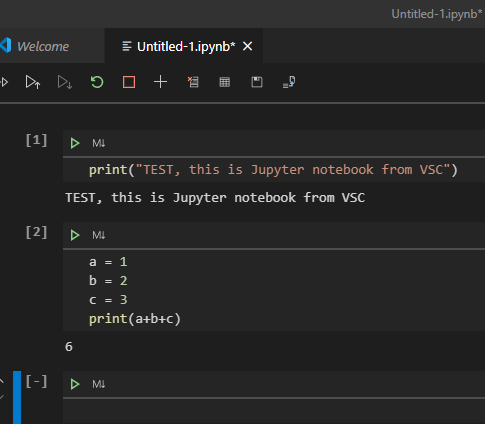 Untitled-1.ipynb*
Welcome
Untitled-1.ipynb*
[1]
M↓
print("TEST, this is Jupyter notebook from VSC")
TEST, this is Jupyter notebook from VSC
[2]
M↓
a = 1
b = 2
c = 3
print(a+b+c)
6
[-]
M↓